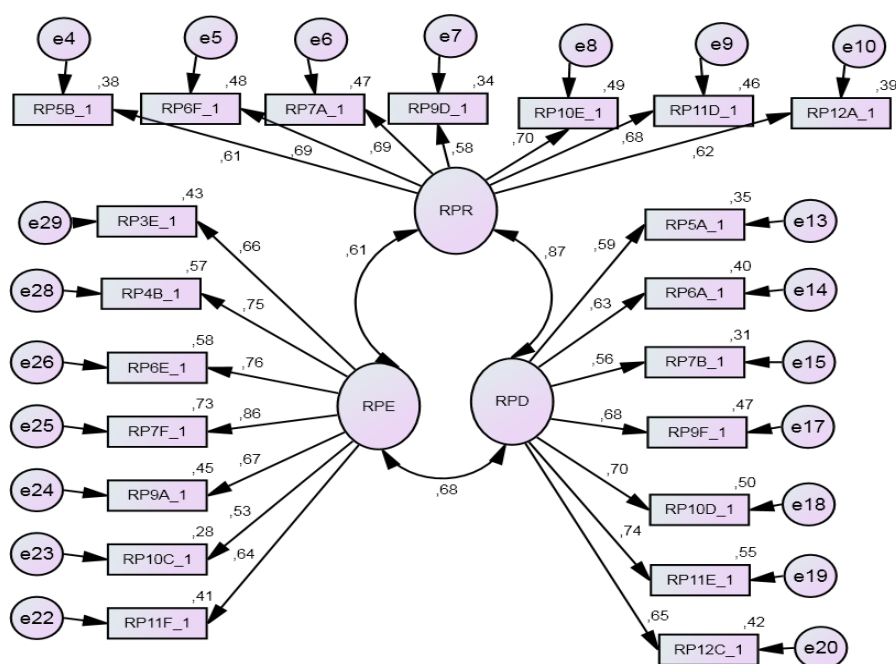 e4 e5 e6 e7 e8 e9 e10
,38 ,48 ,47 ,34 ,49 ,46 ,39
RP5B_1 RP6F_1 RP7A_1 RP9D_1 RP10E_1 RP11D_1 RP12A_1
,61 ,69 ,69 ,58 ,70 ,68 ,62
RPR
,61 ,87
e29 RP3E_1 ,43
,66
e28 RP4B_1 ,57
,75
e26 RP6E_1 ,58
,76
e25 RP7F_1 ,73
,86
e24 RP9A_1 ,45
,67
e23 RP10C_1 ,28
,53
e22 RP11F_1 ,41
,64
RPE
,68
RPD
,59
RP5A_1 ,35 e13
,63
RP6A_1 ,40 e14
,56
RP7B_1 ,31 e15
,68
RP9F_1 ,47 e17
,70
RP10D_1 ,50 e18
,74
RP11E_1 ,55 e19
,65
RP12C_1 ,42 e20